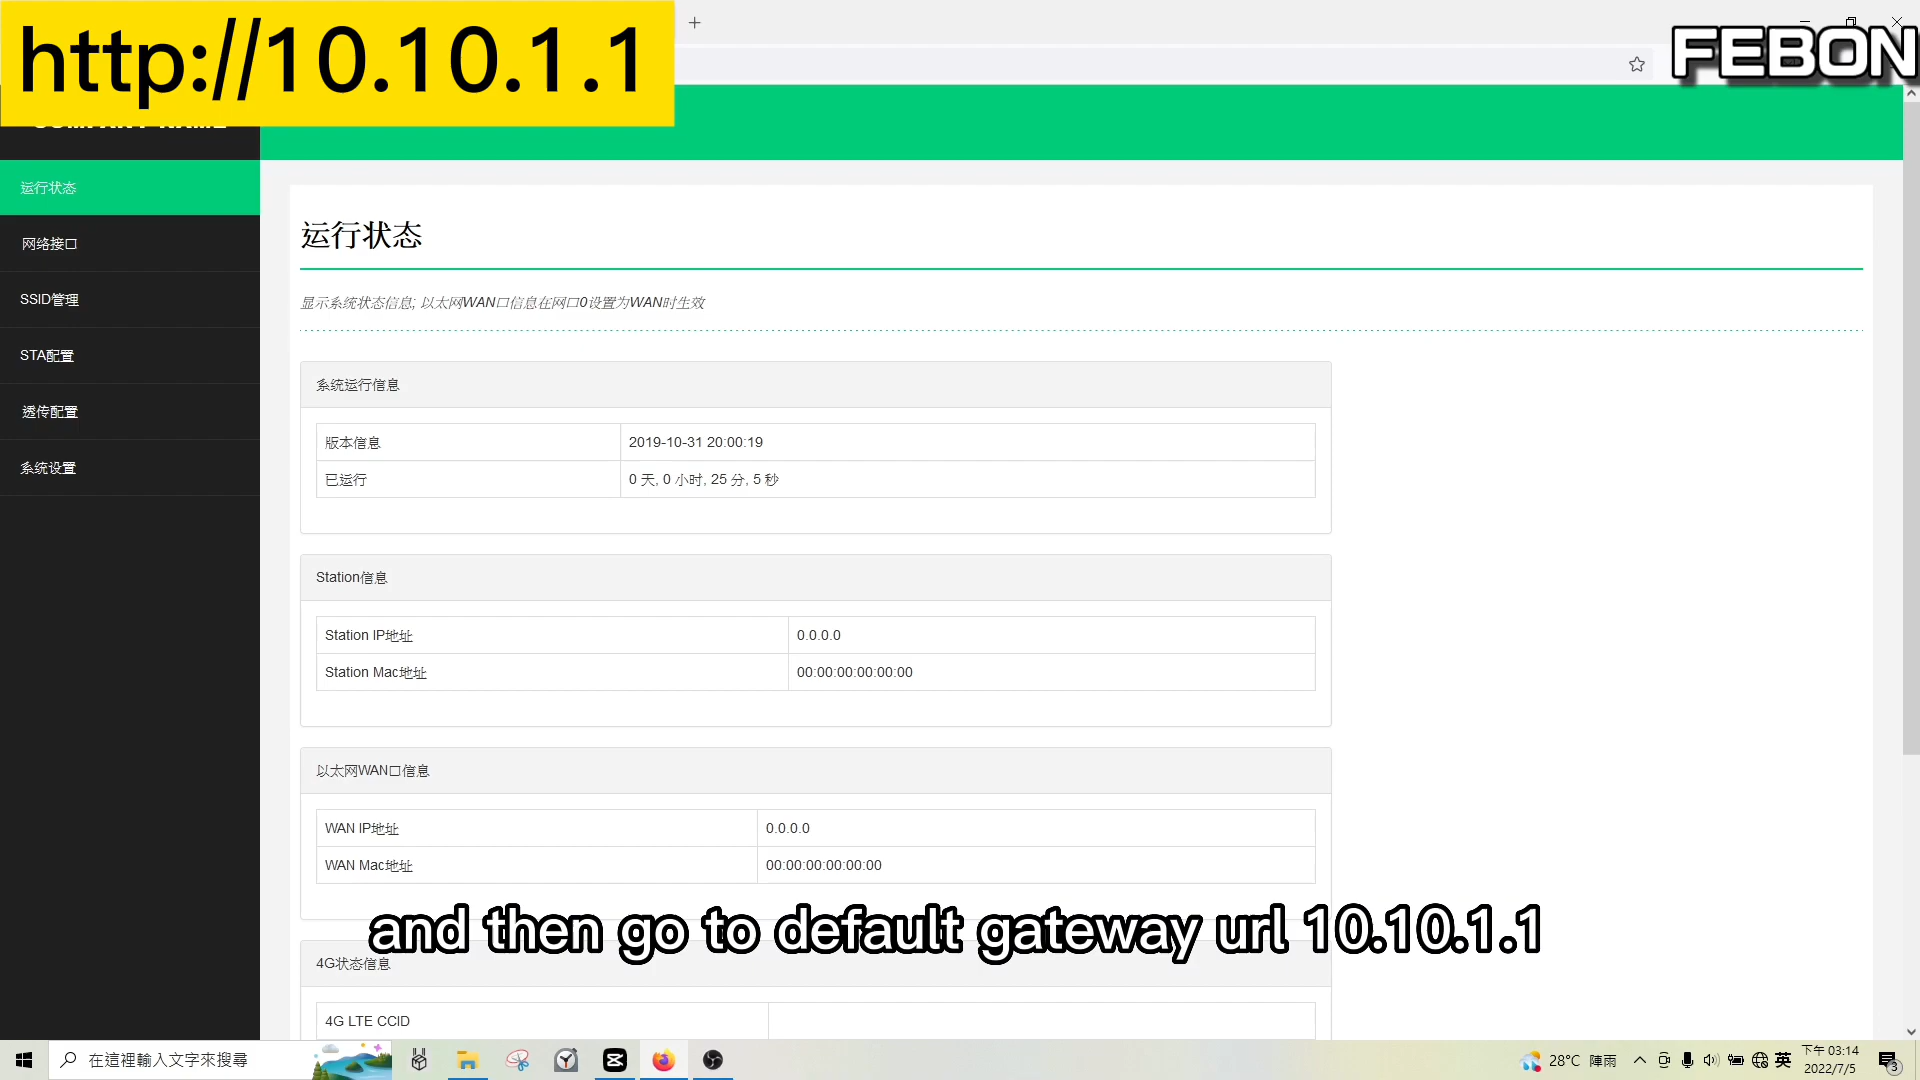 http://10.10.1.1
FEBON
运行状态
网络接口
SSID管理
STA配置
透传配置
系统设置
运行状态
显示系统状态信息; 以太网WAN口信息在网口0设置为WAN时生效
系统运行信息
版本信息 2019-10-31 20:00:19
已运行 0 天, 0 小时, 25 分, 5 秒
Station信息
Station IP地址 0.0.0.0
Station Mac地址 00:00:00:00:00:00
以太网WAN口信息
WAN IP地址 0.0.0.0
WAN Mac地址 00:00:00:00:00:00
and then go to default gateway url 10.10.1.1
4G状态信息
4G LTE CCID
在這裡輸入文字來搜尋
28°C 陣雨
英
下午 03:14
2022/7/5
3